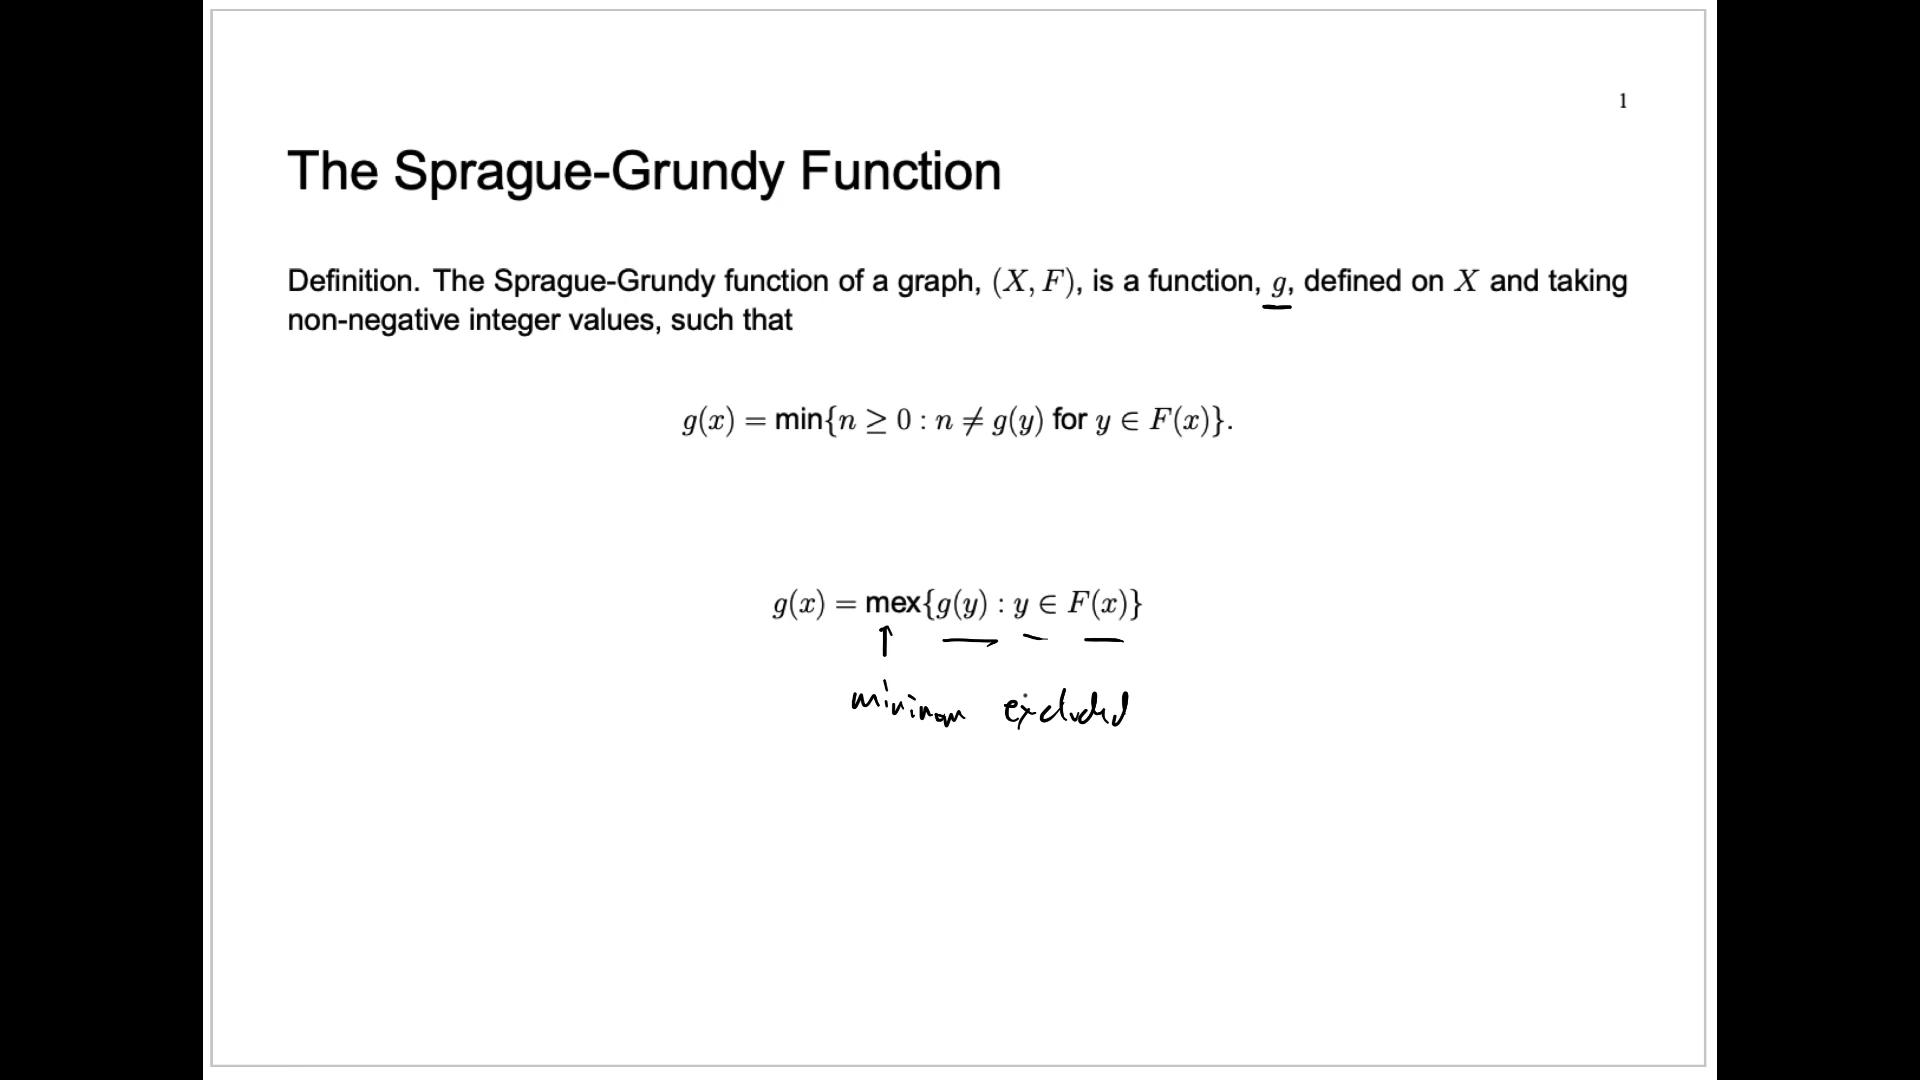 1
The Sprague-Grundy Function
Definition. The Sprague-Grundy function of a graph, (X, F), is a function, g, defined on X and taking
non-negative integer values, such that
g(x) = min{n ≥ 0 : n ≠ g(y) for y ∈ F(x)}.
g(x) = mex{g(y) : y ∈ F(x)}
minimum excluded